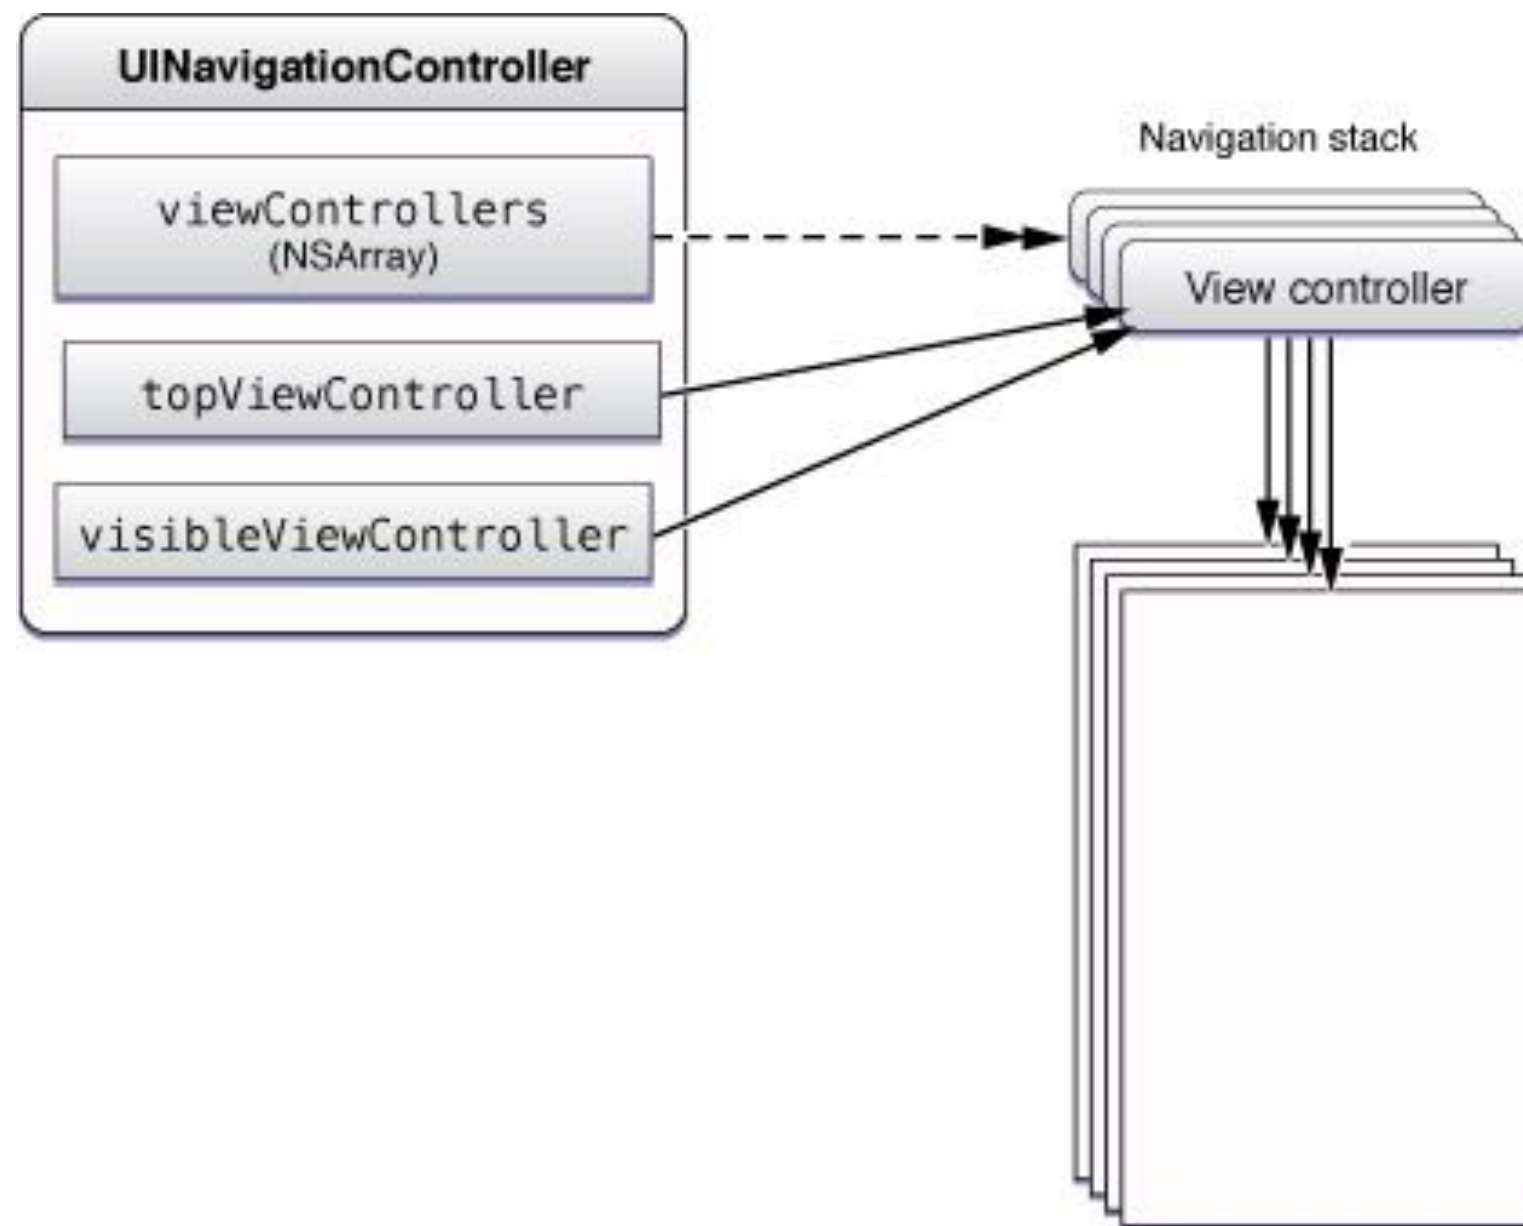 UINavigationController
viewControllers
(NSArray)
topViewController
visibleViewController
Navigation stack
View controller